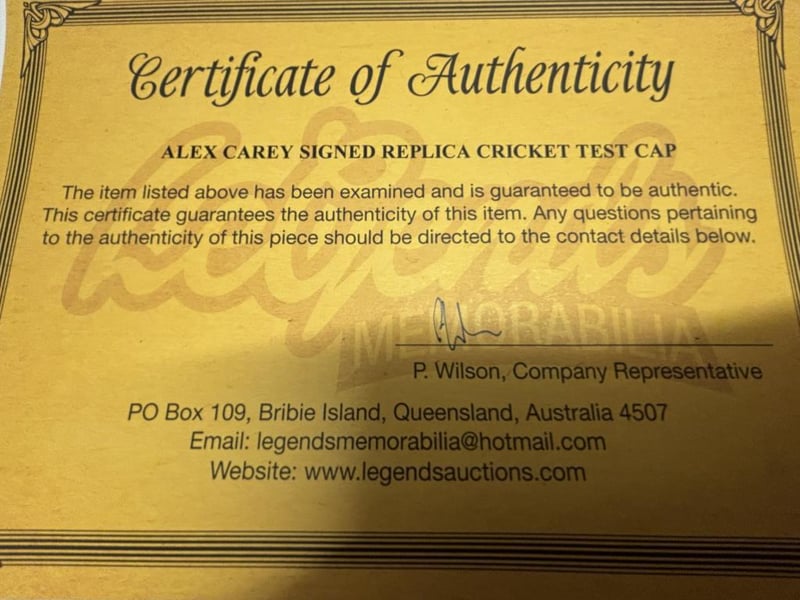 Certificate of Authenticity
ALEX CAREY SIGNED REPLICA CRICKET TEST CAP
The item listed above has been examined and is guaranteed to be authentic.
This certificate guarantees the authenticity of this item. Any questions pertaining
to the authenticity of this piece should be directed to the contact details below.
Legends
MEMORABILIA
P. Wilson, Company Representative
PO Box 109, Bribie Island, Queensland, Australia 4507
Email: legendsmemorabilia@hotmail.com
Website: www.legendsauctions.com